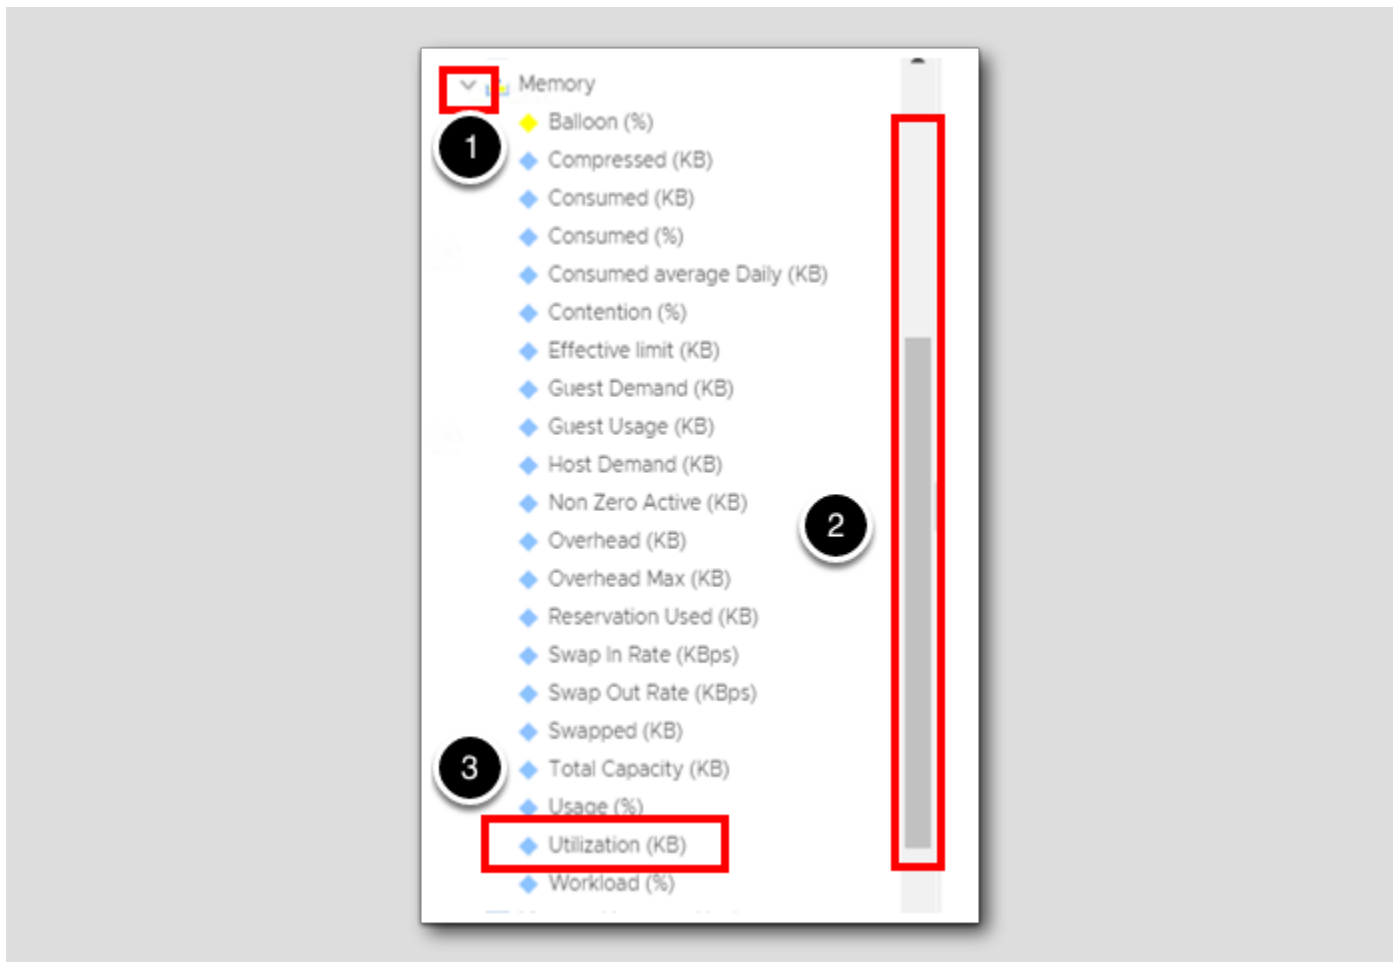 Memory
1
Balloon (%)
Compressed (KB)
Consumed (KB)
Consumed (%)
Consumed average Daily (KB)
Contention (%)
Effective limit (KB)
Guest Demand (KB)
Guest Usage (KB)
Host Demand (KB)
Non Zero Active (KB)
2
Overhead (KB)
Overhead Max (KB)
Reservation Used (KB)
Swap In Rate (KBps)
Swap Out Rate (KBps)
Swapped (KB)
3
Total Capacity (KB)
Usage (%)
Utilization (KB)
Workload (%)